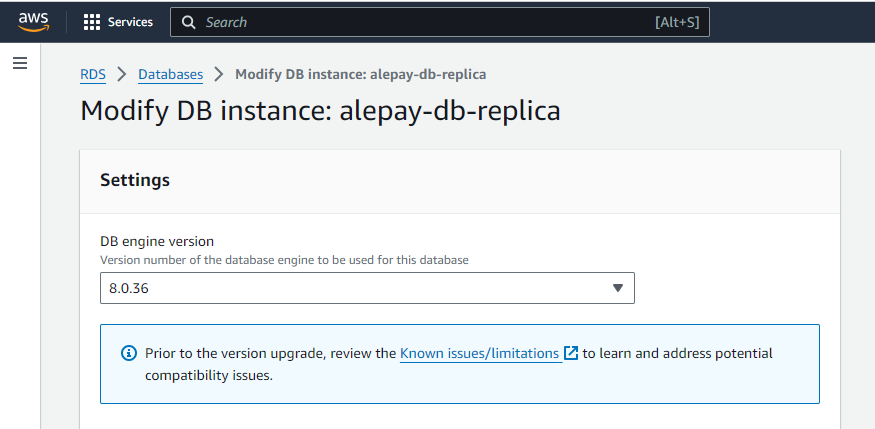 aws Services Search [Alt+S]
RDS > Databases > Modify DB instance: alepay-db-replica
Modify DB instance: alepay-db-replica
Settings
DB engine version
Version number of the database engine to be used for this database
8.0.36
Prior to the version upgrade, review the Known issues/limitations to learn and address potential
compatibility issues.